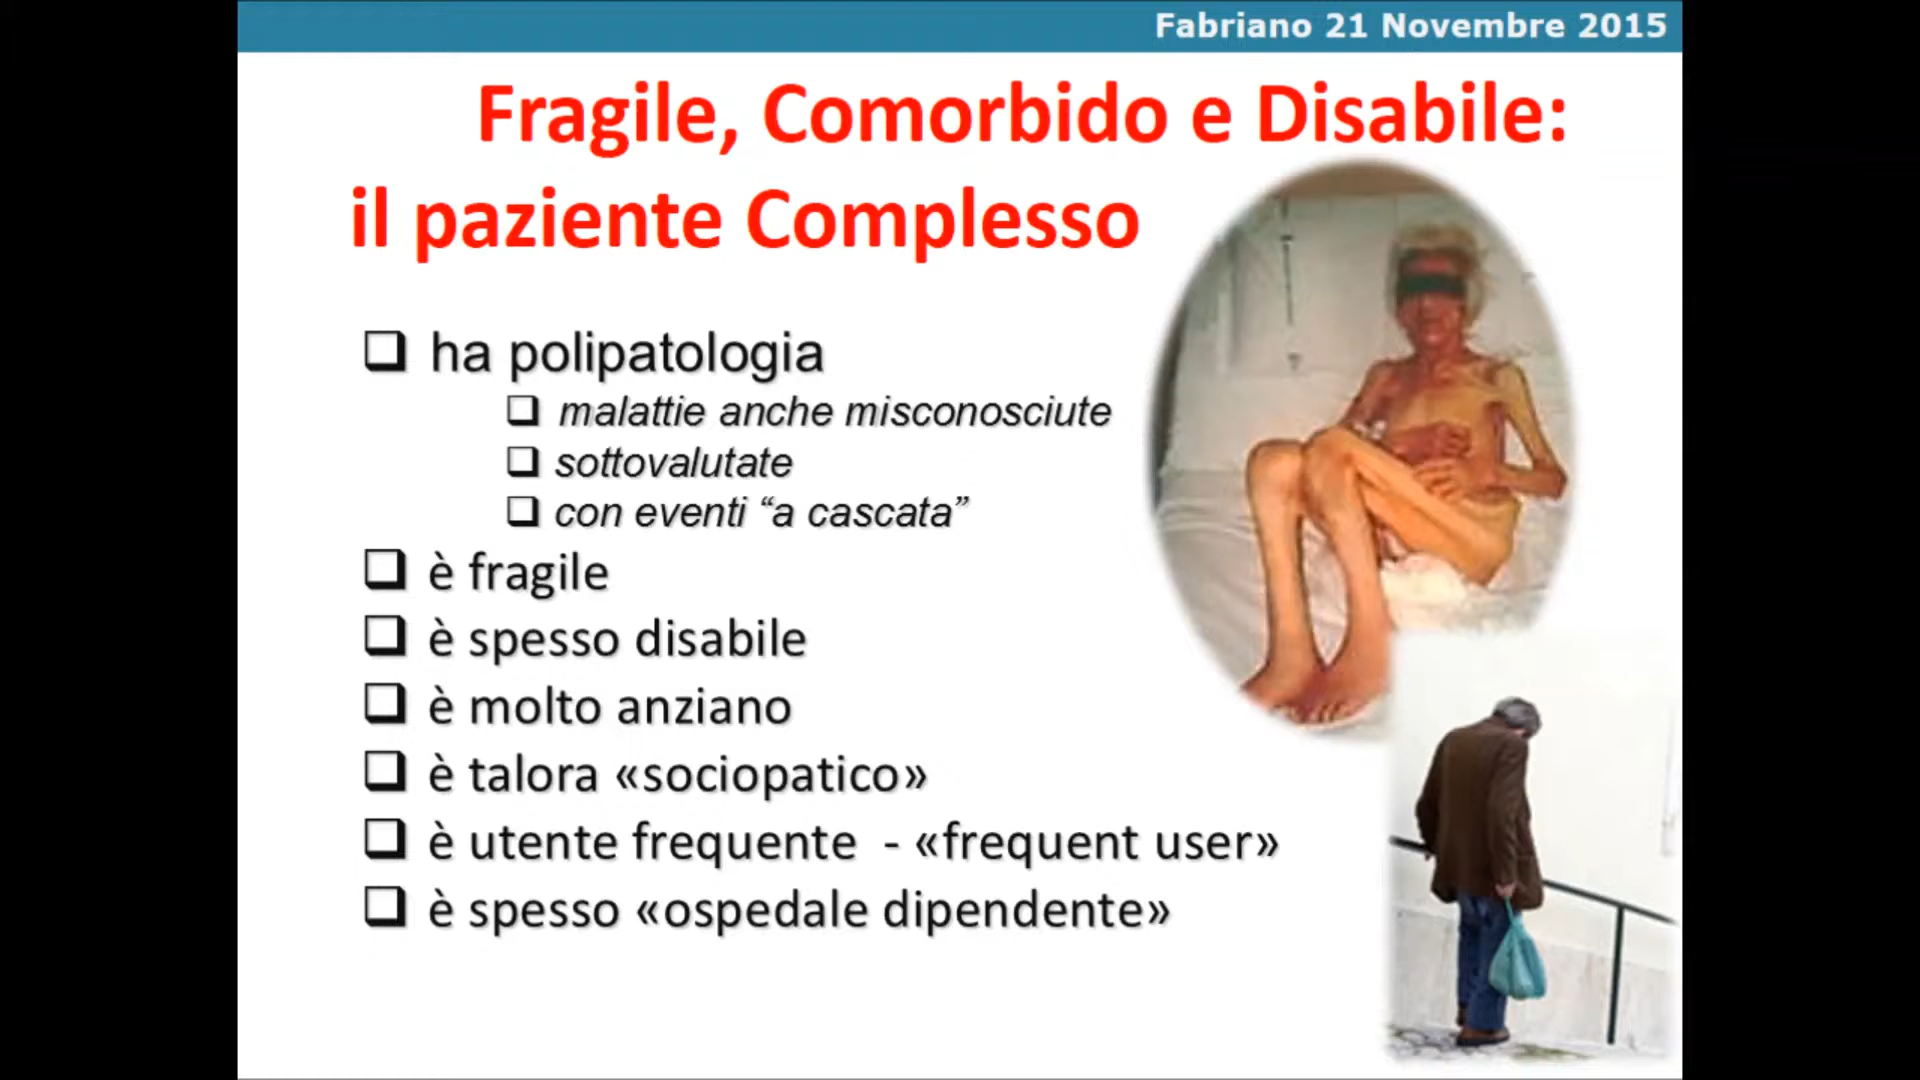 Fabriano 21 Novembre 2015
Fragile, Comorbido e Disabile:
il paziente Complesso
ha polipatologia
malattie anche misconosciute
sottovalutate
con eventi “a cascata”
è fragile
è spesso disabile
è molto anziano
è talora «sociopatico»
è utente frequente - «frequent user»
è spesso «ospedale dipendente»